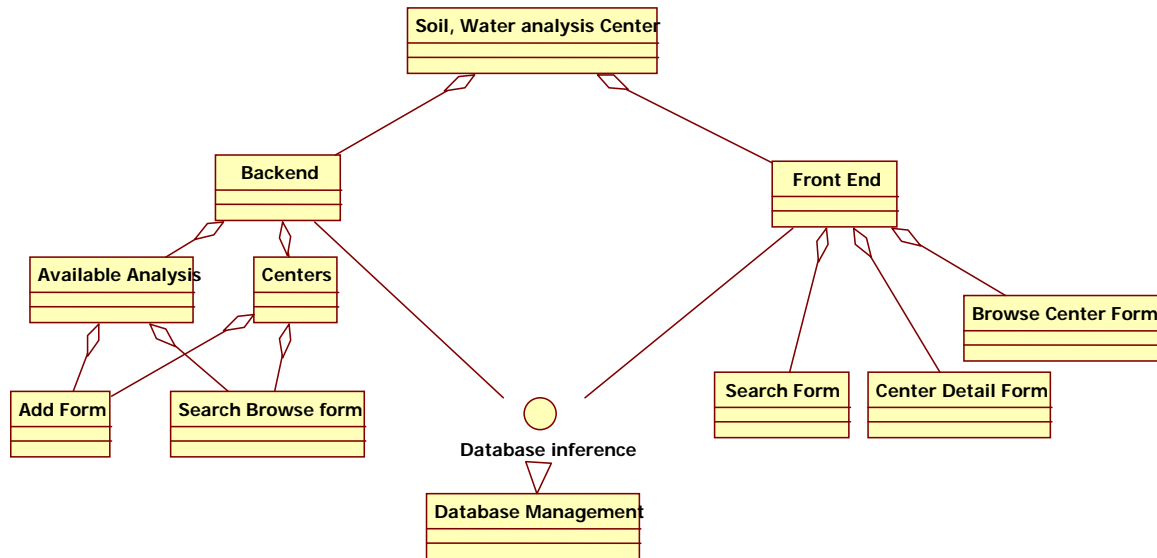 Soil, Water analysis Center
Backend
Front End
Available Analysis
Centers
Browse Center Form
Add Form
Search Browse form
Search Form
Center Detail Form
Database inference
Database Management